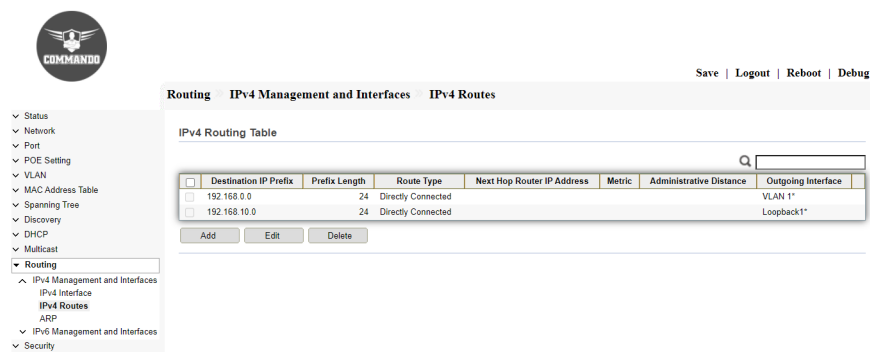 COMMANDO
Save | Logout | Reboot | Debug
Routing IPv4 Management and Interfaces IPv4 Routes
Status
Network
Port
POE Setting
VLAN
MAC Address Table
Spanning Tree
Discovery
DHCP
Multicast
Routing
IPv4 Management and Interfaces
IPv4 Interface
IPv4 Routes
ARP
IPv6 Management and Interfaces
Security
IPv4 Routing Table
Destination IP Prefix Prefix Length Route Type Next Hop Router IP Address Metric Administrative Distance Outgoing Interface
192.168.0.0 24 Directly Connected VLAN 1*
192.168.10.0 24 Directly Connected Loopback1*
Add Edit Delete